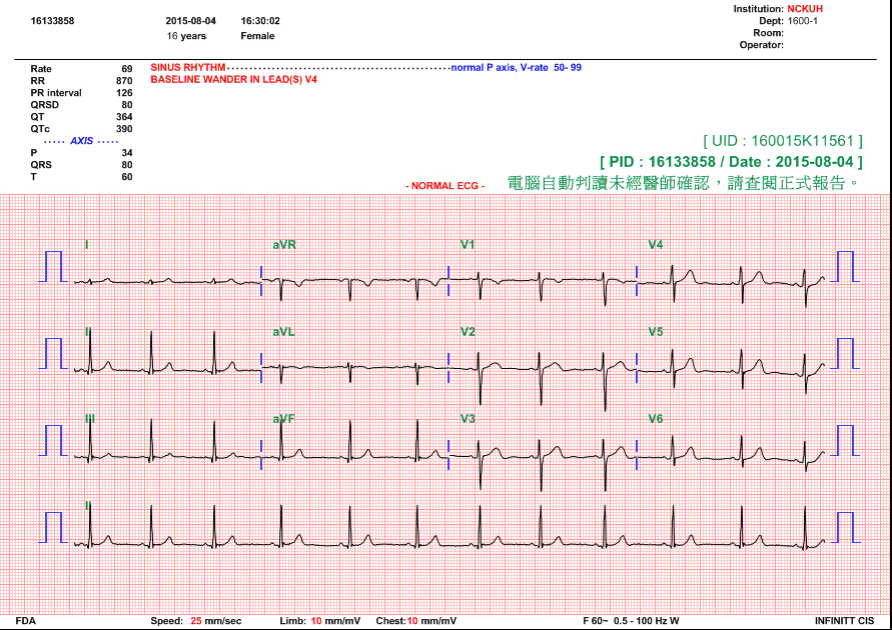 Institution: NCKUH
16133858 2015-08-04 16:30:02 Dept: 1600-1
16 years Female Room:
Operator:
Rate 69 SINUS RHYTHM------------------------------------------normal P axis, V-rate 50- 99
RR 870 BASELINE WANDER IN LEAD(S) V4
PR interval 126
QRSD 80
QT 364
QTc 390
----- AXIS -----
P 34
QRS 80
T 60
[ UID : 160015K11561 ]
[ PID : 16133858 / Date : 2015-08-04 ]
- NORMAL ECG - 電腦自動判讀未經醫師確認，請查閱正式報告。
I aVR V1 V4
II aVL V2 V5
III aVF V3 V6
II
FDA Speed: 25 mm/sec Limb: 10 mm/mV Chest:10 mm/mV F 60~ 0.5 - 100 Hz W INFINITT CIS